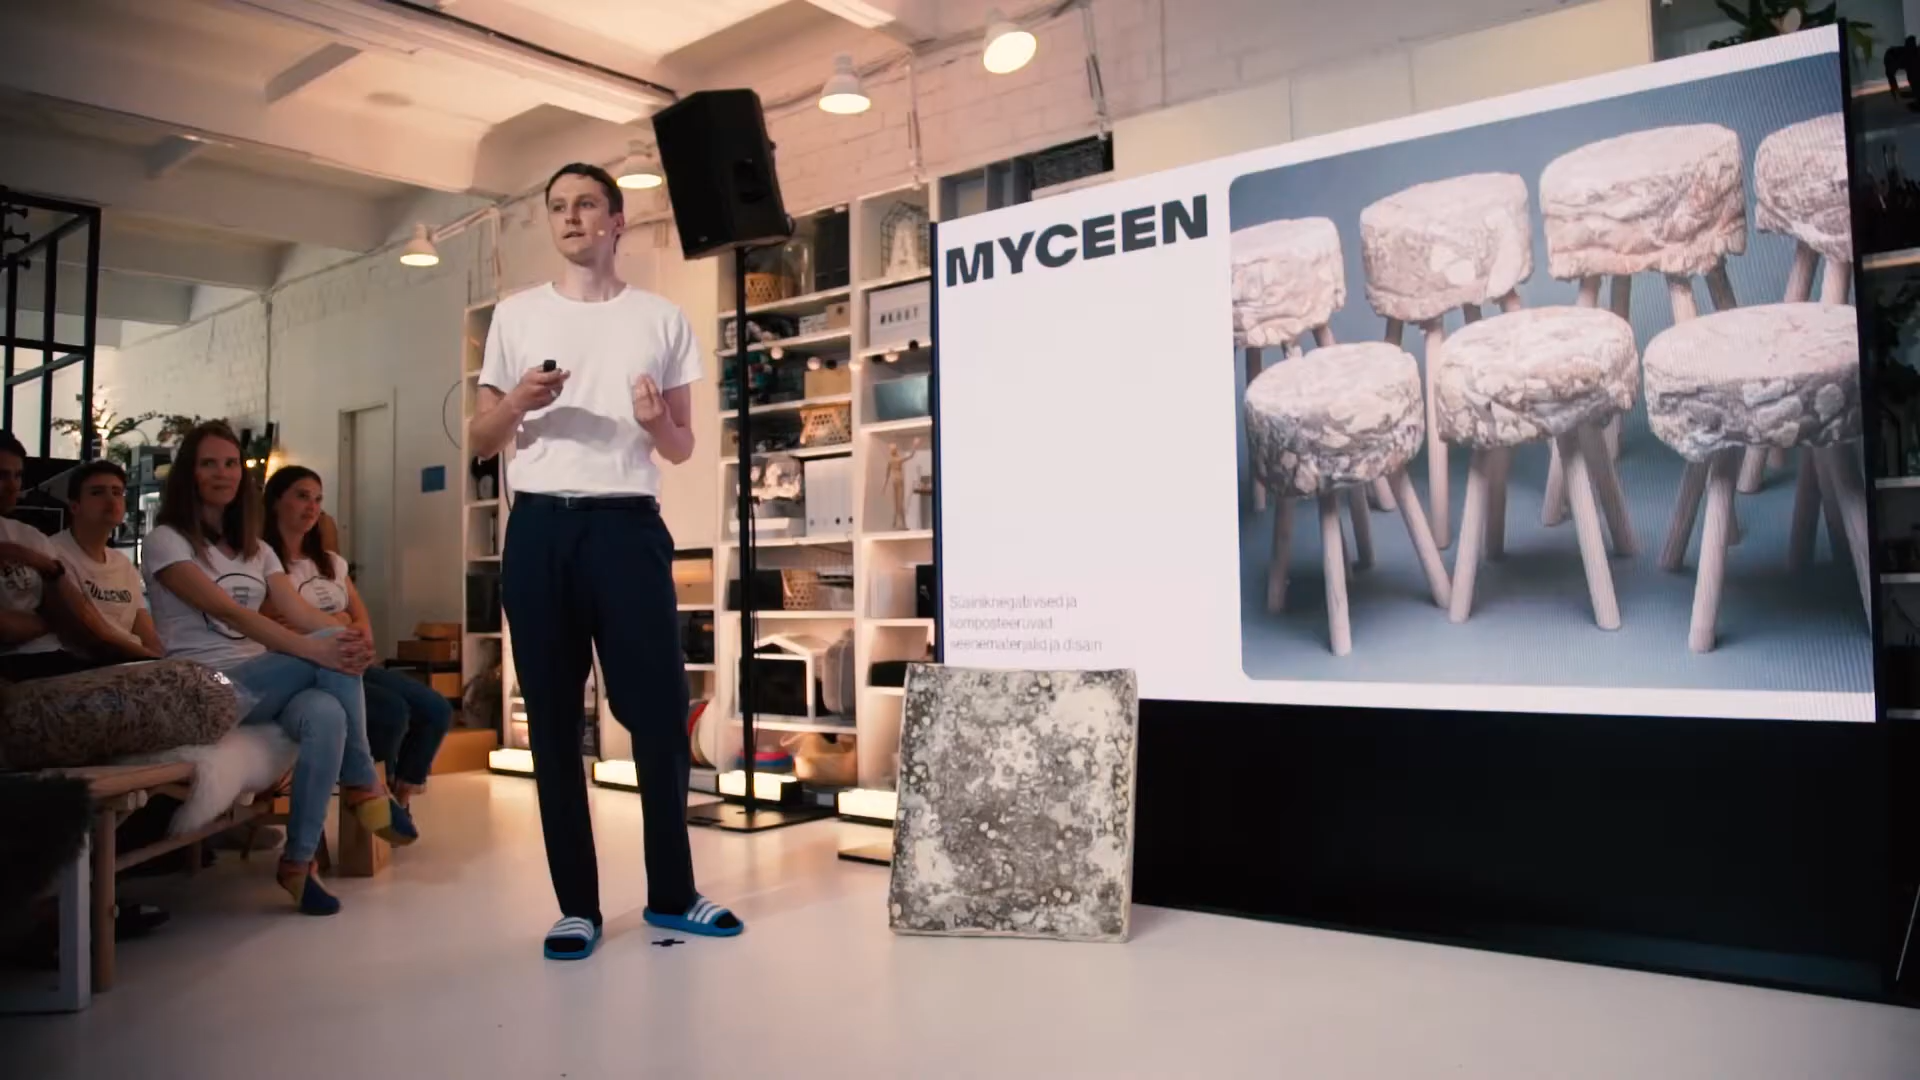 MYCEEN
Süsiniknegatiivsed ja
komposteeruvad
seenematerjalid ja disain